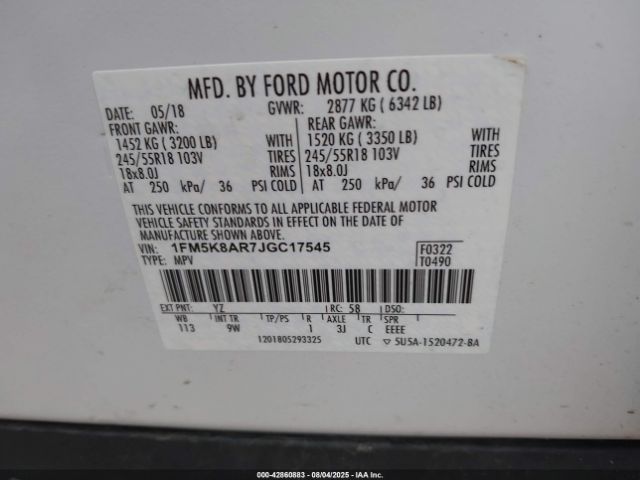 MFD. BY FORD MOTOR CO.
DATE: 05/18 GVWR: 2877 KG ( 6342 LB)
FRONT GAWR: REAR GAWR:
1452 KG ( 3200 LB) WITH 1520 KG ( 3350 LB) WITH
245/55R18 103V TIRES 245/55R18 103V TIRES
18x8.0J RIMS 18x8.0J RIMS
AT 250 kPa/ 36 PSI COLD AT 250 kPa/ 36 PSI COLD
THIS VEHICLE CONFORMS TO ALL APPLICABLE FEDERAL MOTOR
VEHICLE SAFETY STANDARDS IN EFFECT ON THE DATE OF
MANUFACTURE SHOWN ABOVE.
VIN: 1FM5K8AR7JGC17545 F0322
TYPE: MPV T0490
EXT PNT: YZ RC: 58 DSO:
WB INT TR TP/PS R AXLE TR SPR
113 9W 1 3J C EEEE
1201805293325 UTC ▽ 5U5A-1520472-BA
000-42860883 - 08/04/2025 - IAA Inc.